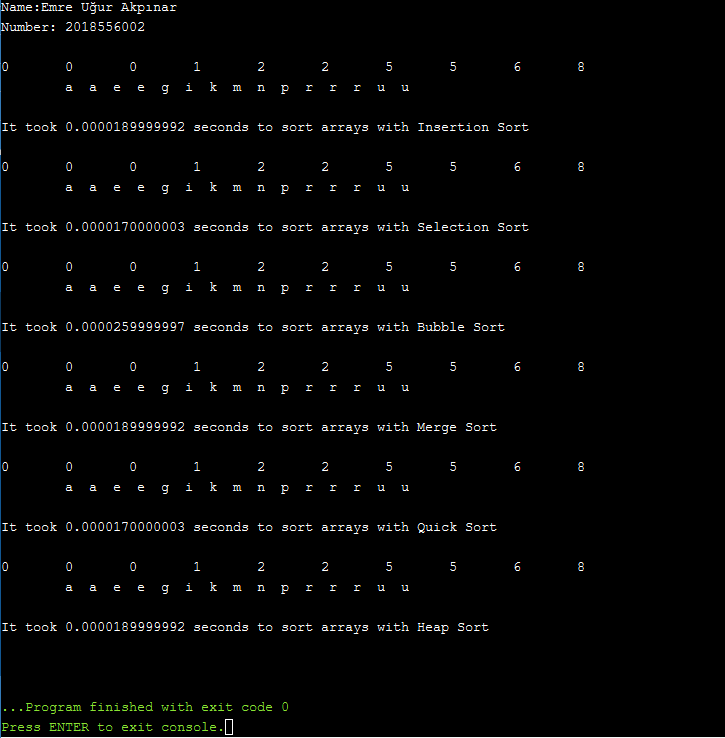 Name:Emre Uğur Akpınar
Number: 2018556002
0 0 0 1 2 2 5 5 6 8
a a e e g i k m n p r r r u u
It took 0.0000189999992 seconds to sort arrays with Insertion Sort
0 0 0 1 2 2 5 5 6 8
a a e e g i k m n p r r r u u
It took 0.0000170000003 seconds to sort arrays with Selection Sort
0 0 0 1 2 2 5 5 6 8
a a e e g i k m n p r r r u u
It took 0.0000259999997 seconds to sort arrays with Bubble Sort
0 0 0 1 2 2 5 5 6 8
a a e e g i k m n p r r r u u
It took 0.0000189999992 seconds to sort arrays with Merge Sort
0 0 0 1 2 2 5 5 6 8
a a e e g i k m n p r r r u u
It took 0.0000170000003 seconds to sort arrays with Quick Sort
0 0 0 1 2 2 5 5 6 8
a a e e g i k m n p r r r u u
It took 0.0000189999992 seconds to sort arrays with Heap Sort
...Program finished with exit code 0
Press ENTER to exit console.